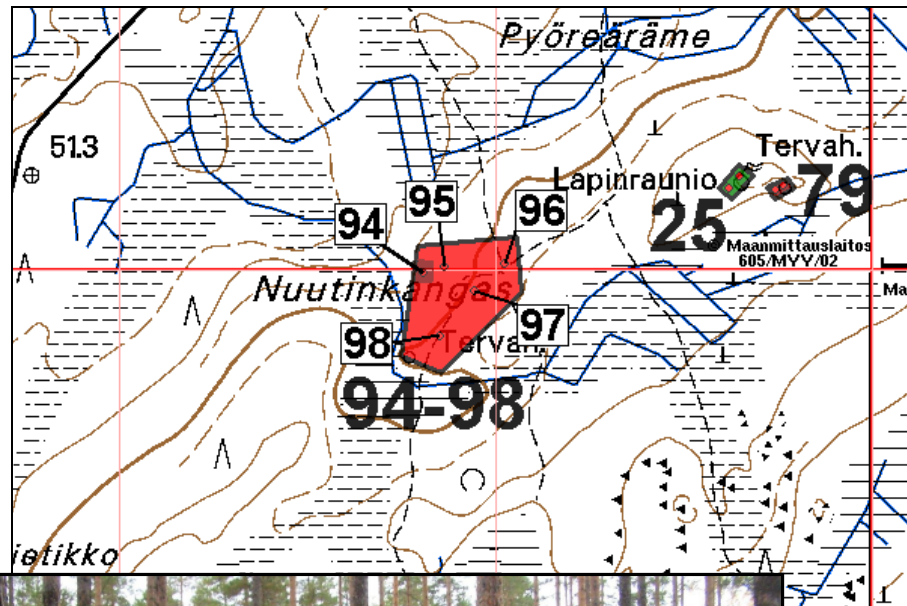 Pyöreäräme
51.3
Tervah.
Lapinraunio
79
95
96
94
25
Maanmittauslaitos
605/MYY/02
Nuutinkangas
Ma
97
98
Tervah.
94-98
ietikko